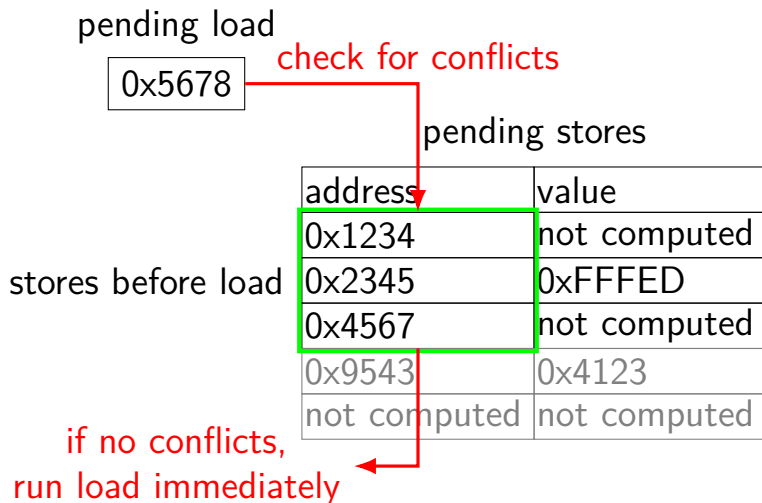 pending load
check for conflicts
0x5678
pending stores
address value
0x1234 not computed
stores before load 0x2345 0xFFFED
0x4567 not computed
0x9543 0x4123
not computed not computed
if no conflicts,
run load immediately